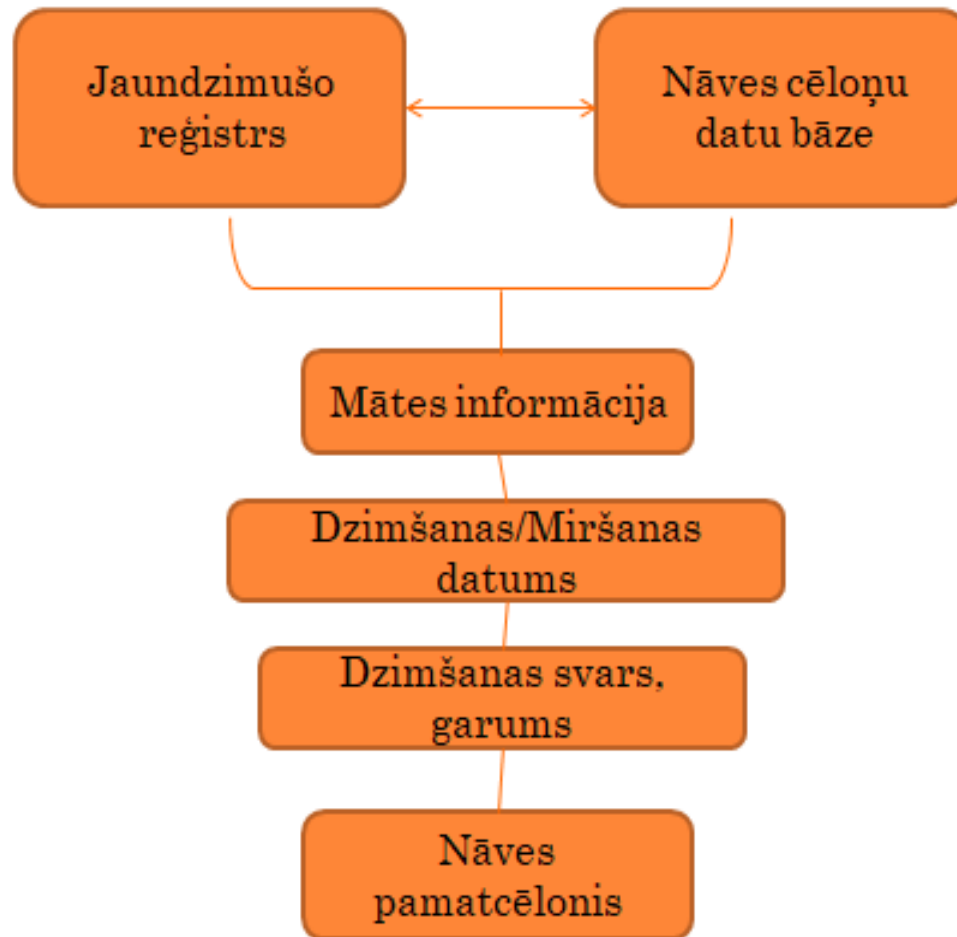 Jaundzimušo
reģistrs
Nāves cēloņu
datu bāze
Mātes informācija
Dzimšanas/Miršanas
datums
Dzimšanas svars,
garums
Nāves
pamatcēlonis